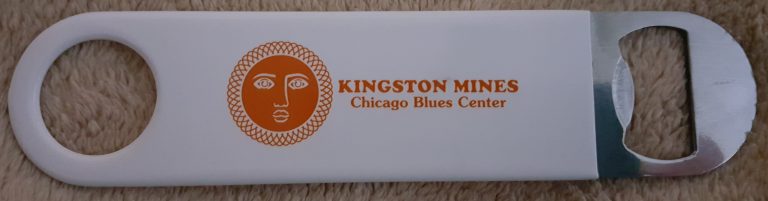 KINGSTON MINES
Chicago Blues Center